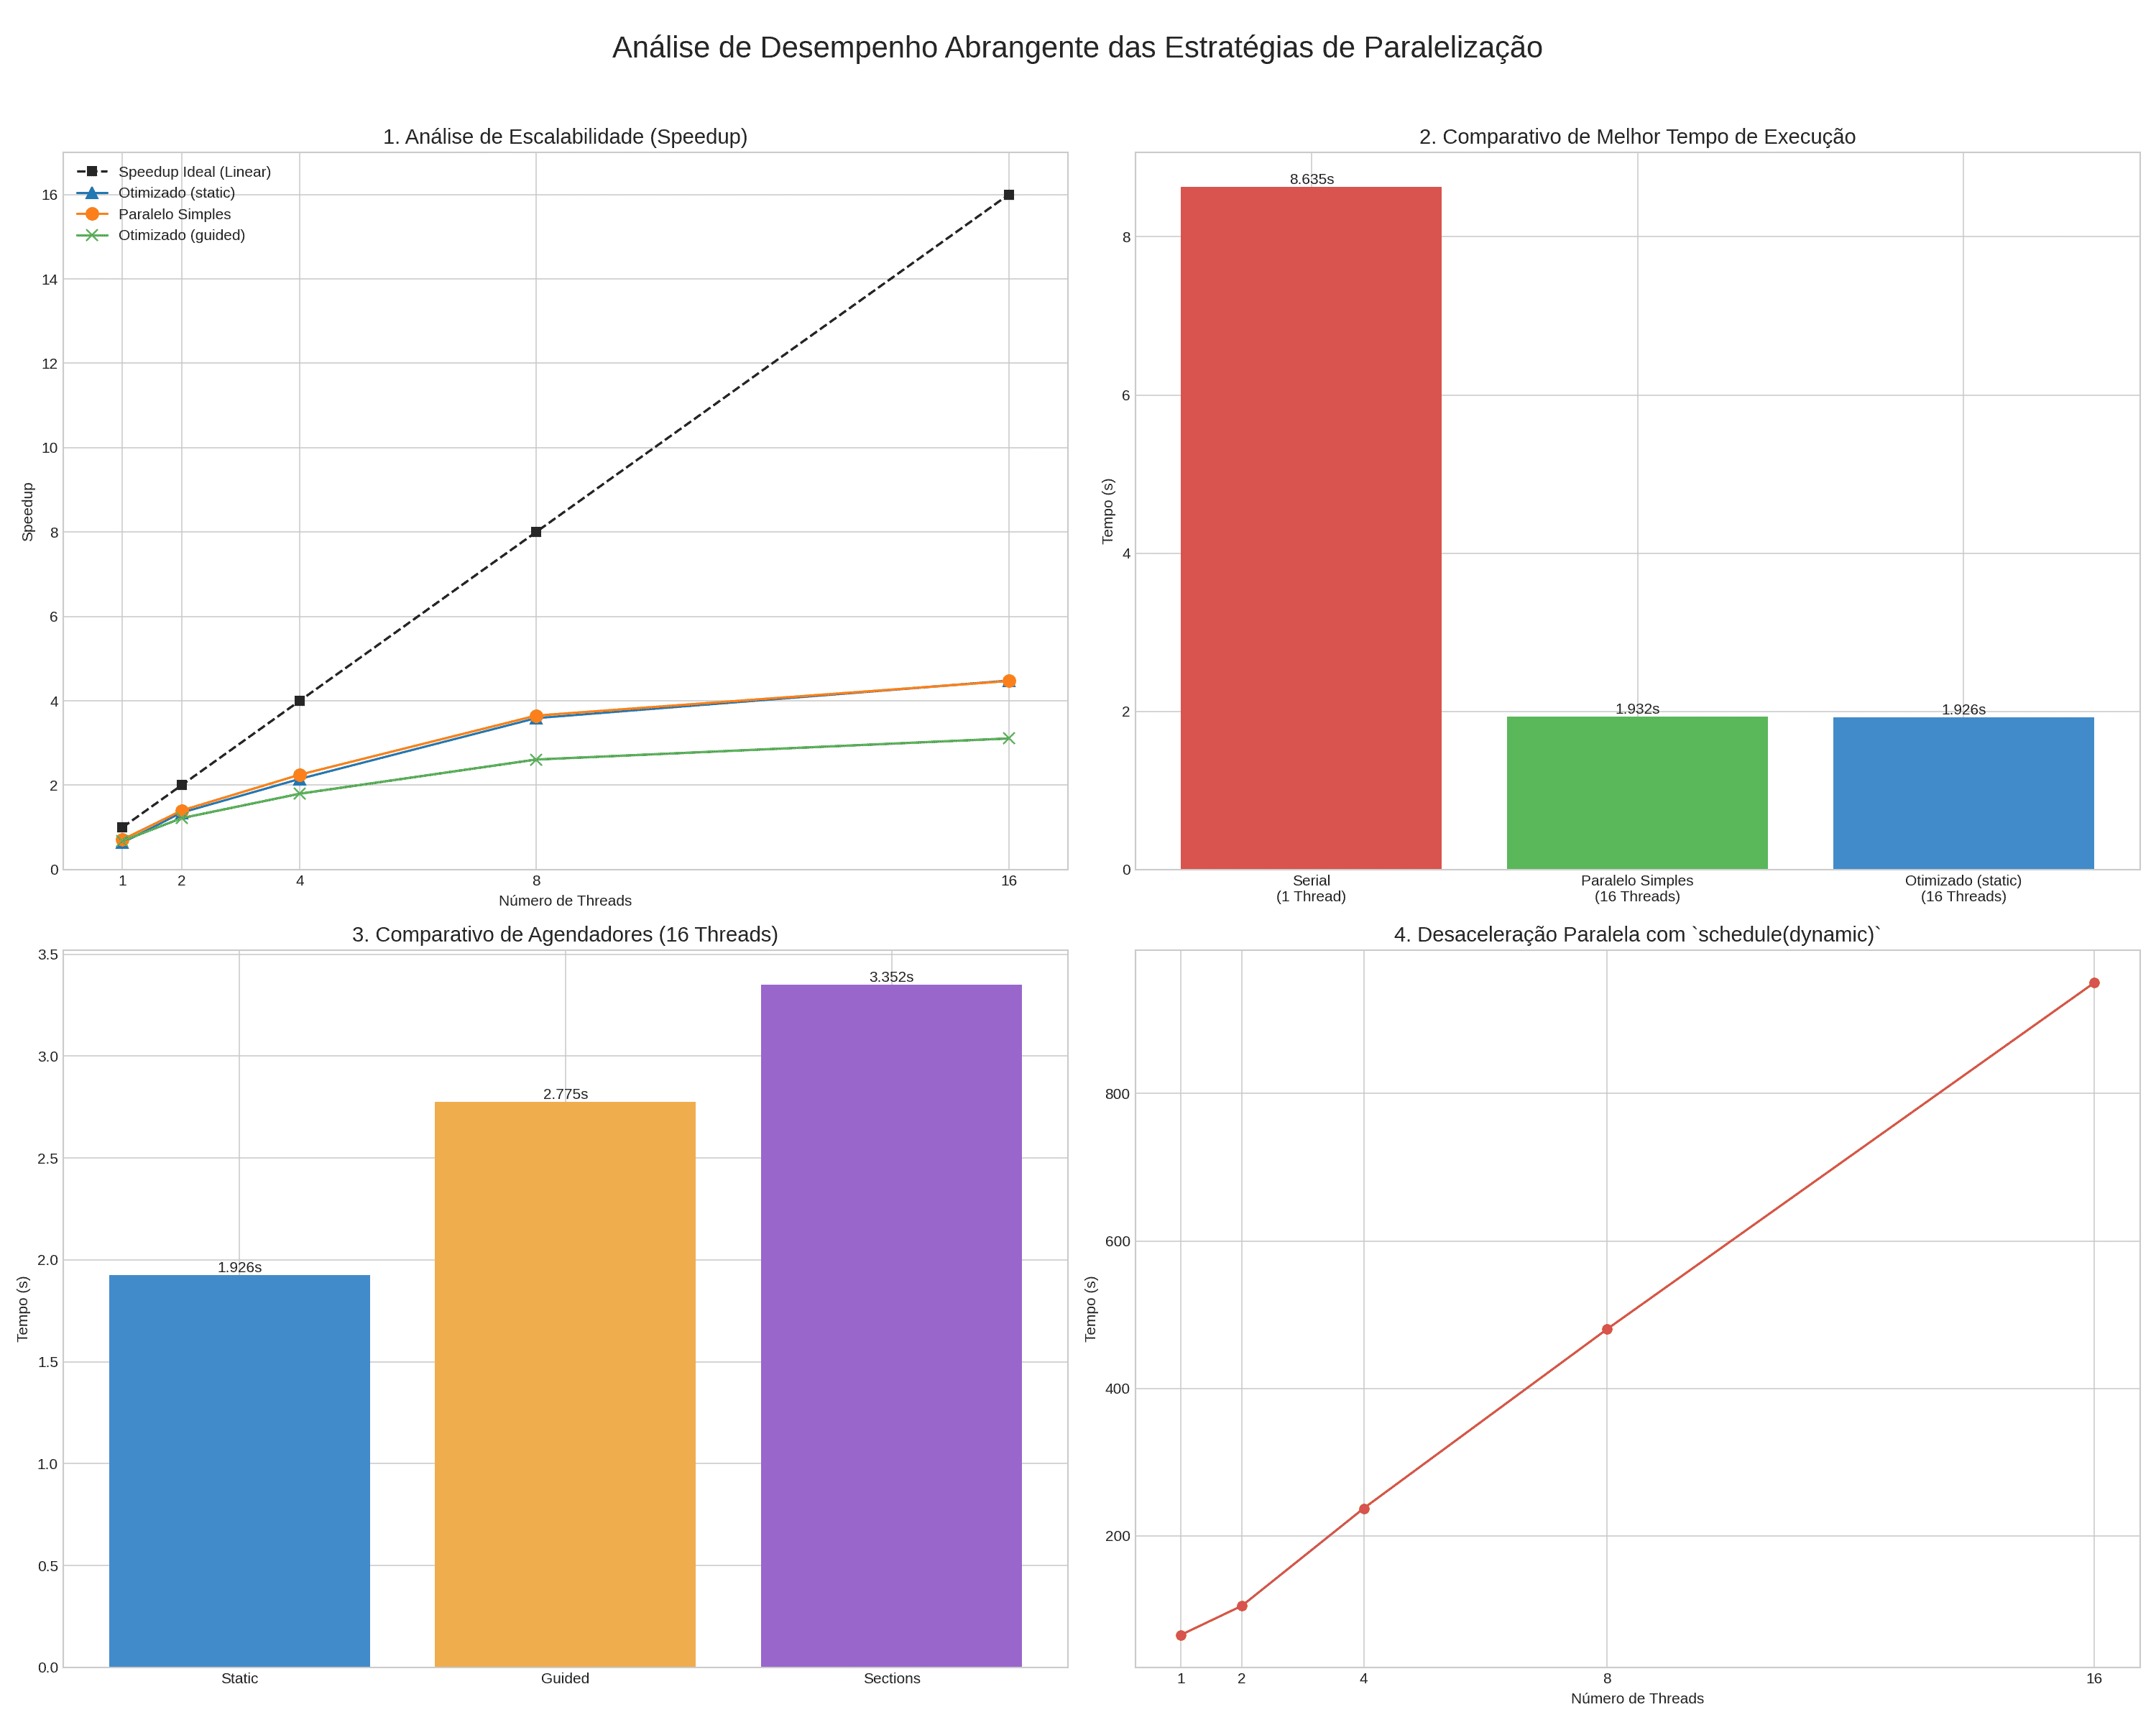 Análise de Desempenho Abrangente das Estratégias de Paralelização
1. Análise de Escalabilidade (Speedup)
Speedup Ideal (Linear)
Otimizado (static)
Paralelo Simples
Otimizado (guided)
16
14
12
10
8
6
4
2
0
Speedup
1 2 4 8 16
Número de Threads
2. Comparativo de Melhor Tempo de Execução
8.635s
1.932s
1.926s
8
6
4
2
0
Tempo (s)
Serial
(1 Thread)
Paralelo Simples
(16 Threads)
Otimizado (static)
(16 Threads)
3. Comparativo de Agendadores (16 Threads)
3.5
3.0
2.5
2.0
1.5
1.0
0.5
0.0
Tempo (s)
1.926s
2.775s
3.352s
Static Guided Sections
4. Desaceleração Paralela com `schedule(dynamic)`
800
600
400
200
Tempo (s)
1 2 4 8 16
Número de Threads